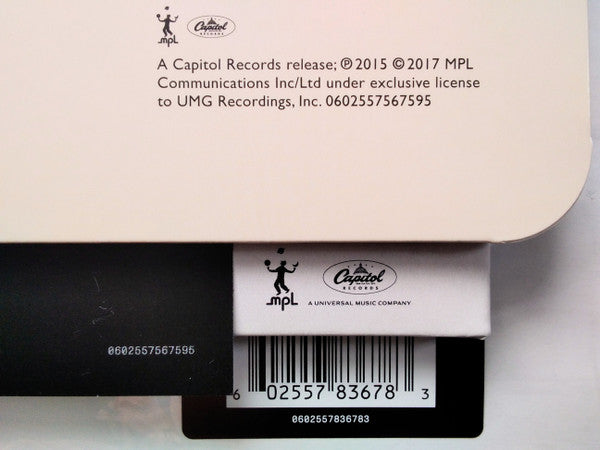 mpl
Capitol
RECORDS
A Capitol Records release; ℗ 2015 © 2017 MPL
Communications Inc/Ltd under exclusive license
to UMG Recordings, Inc. 0602557567595
mpl
Capitol
RECORDS
A UNIVERSAL MUSIC COMPANY
0602557567595
6 02557 83678 3
0602557836783